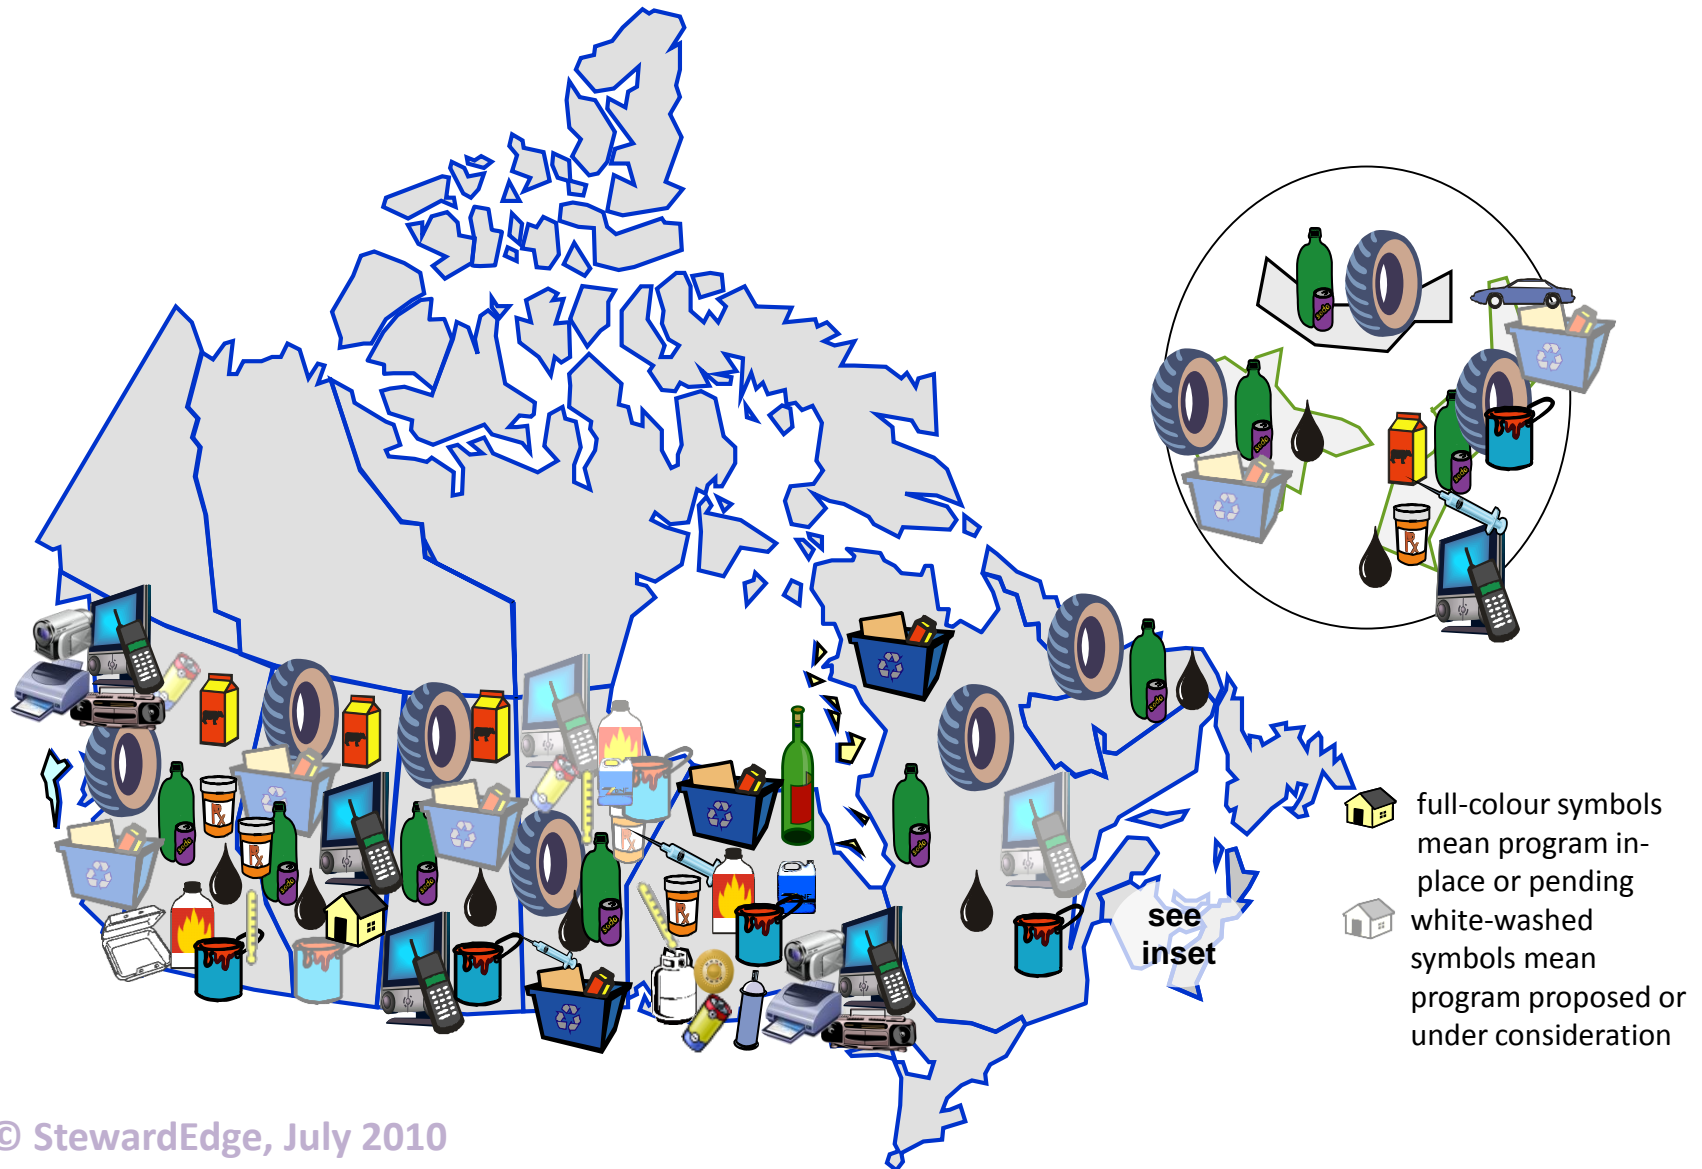 see
inset
full-colour symbols
mean program in-
place or pending
white-washed
symbols mean
program proposed or
under consideration
© StewardEdge, July 2010